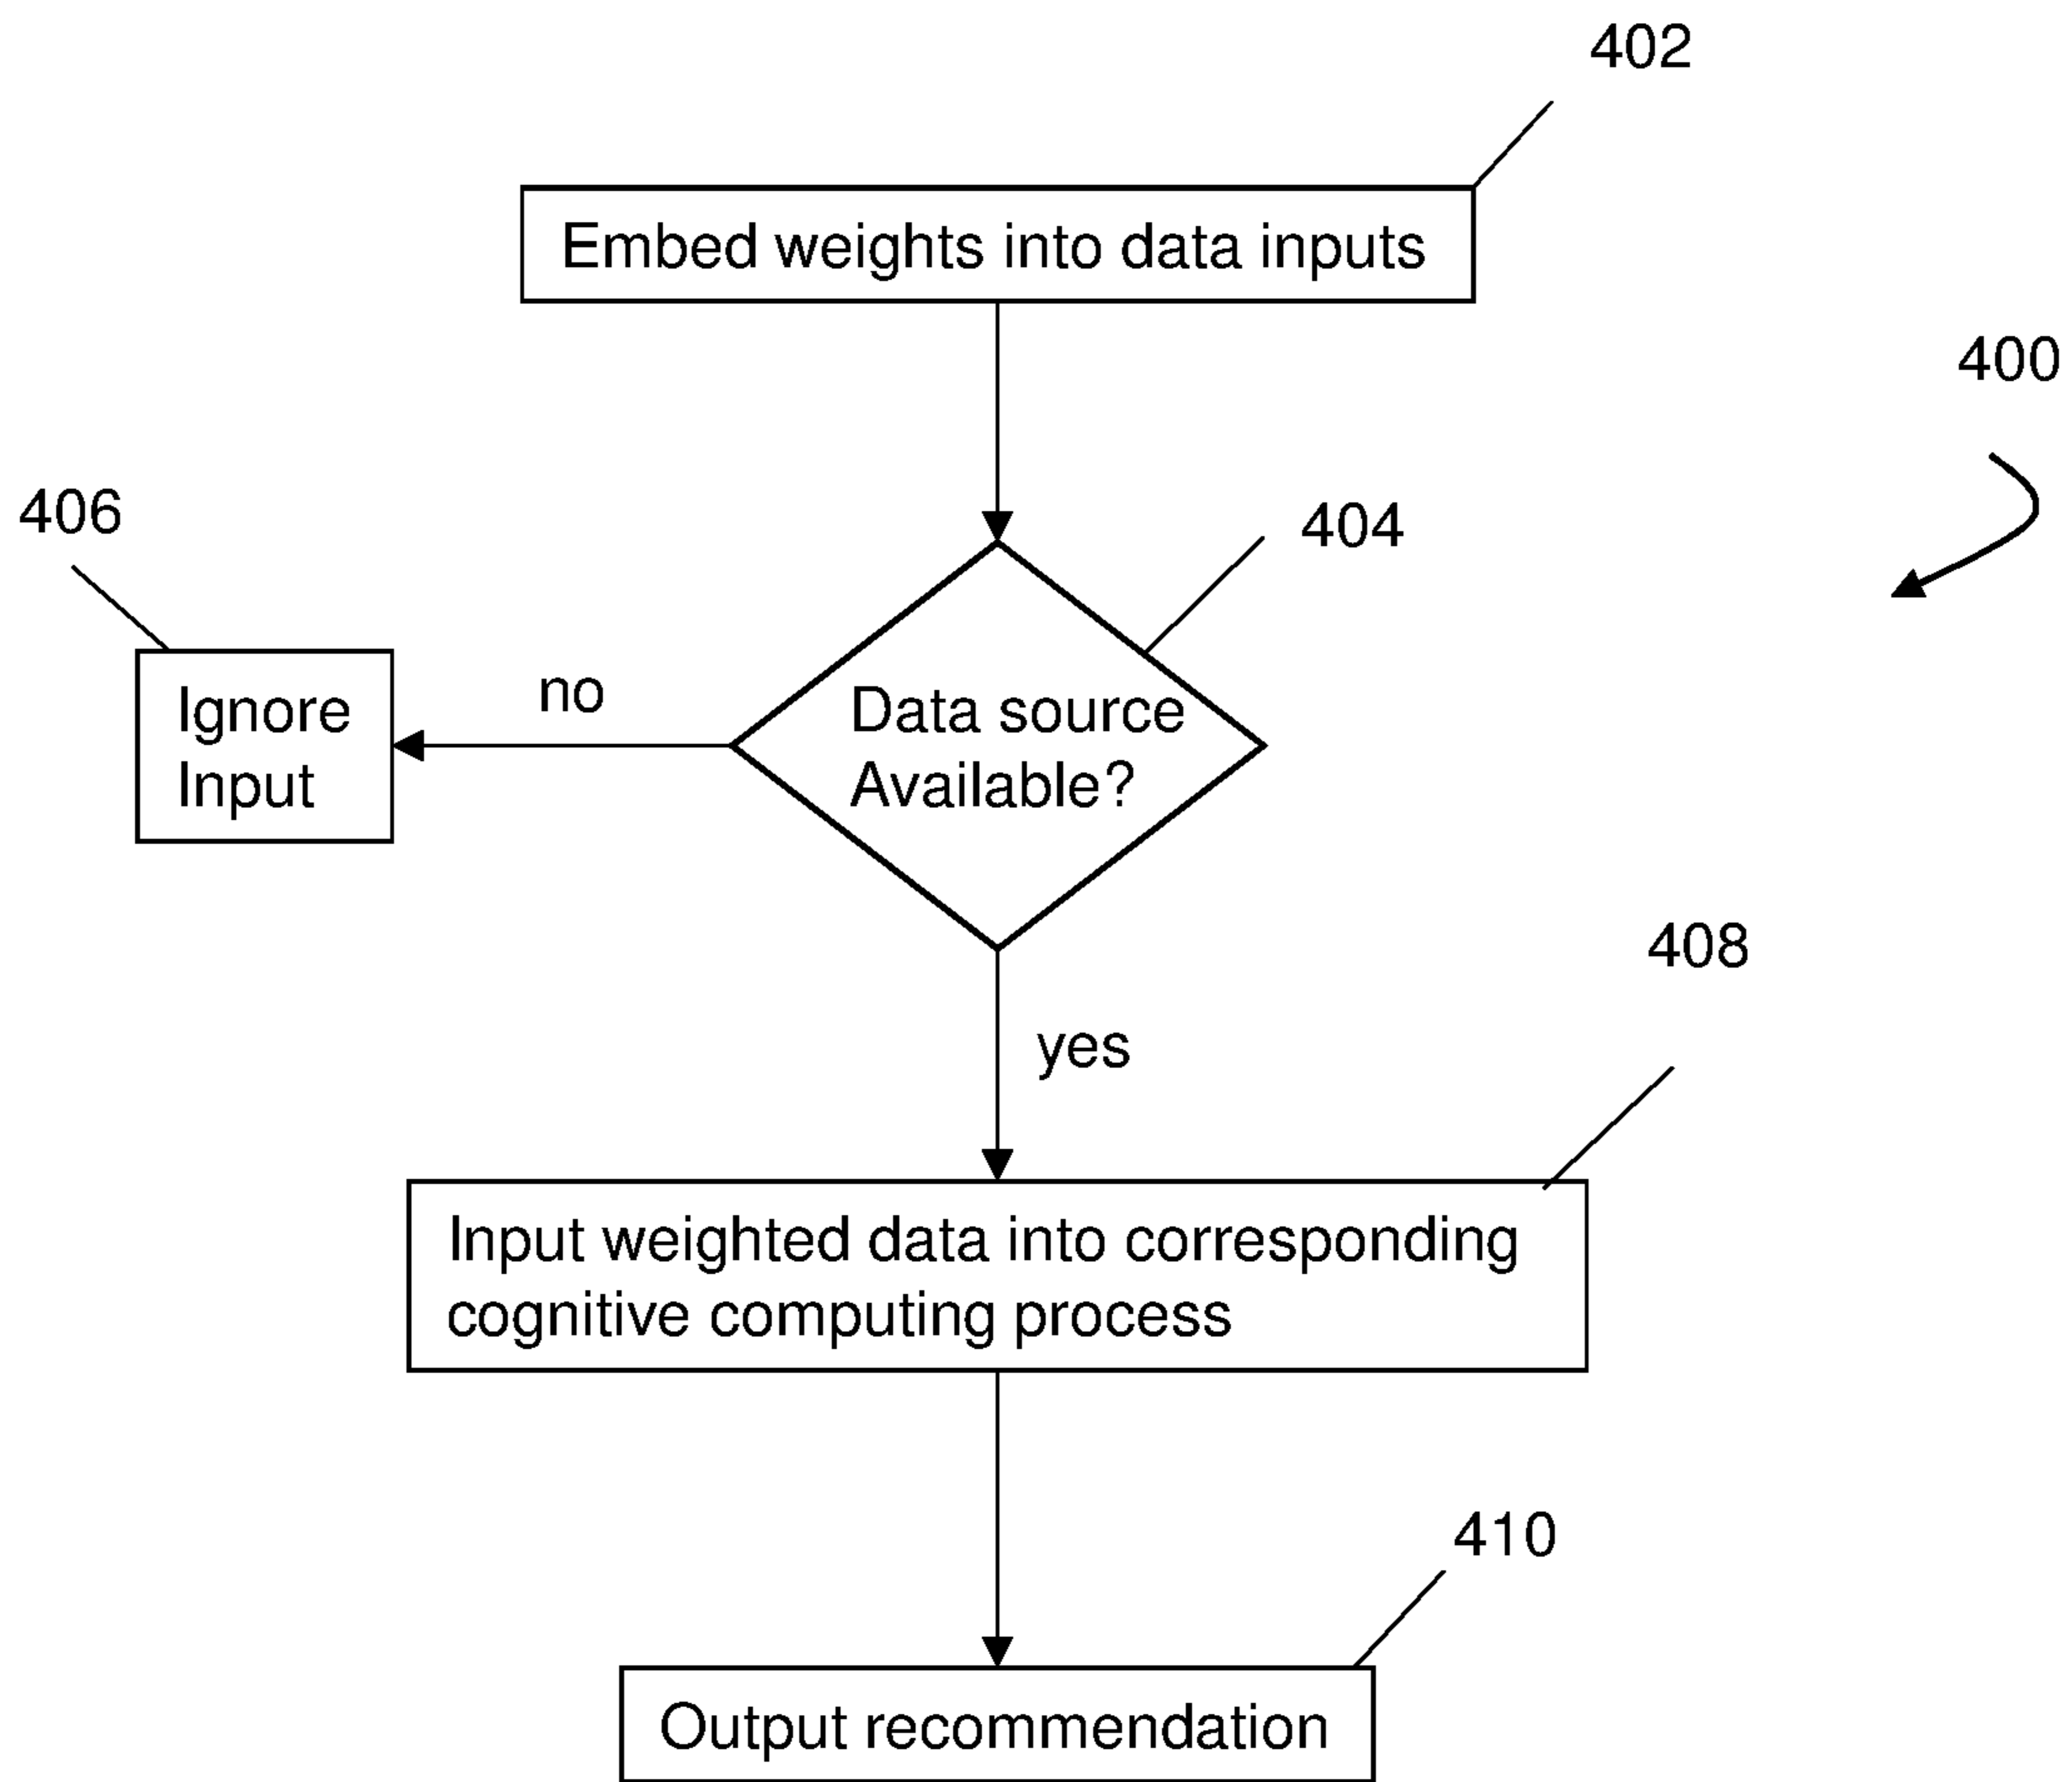 402
Embed weights into data inputs
400
406
404
no
Ignore
Input
Data source
Available?
408
yes
Input weighted data into corresponding
cognitive computing process
410
Output recommendation